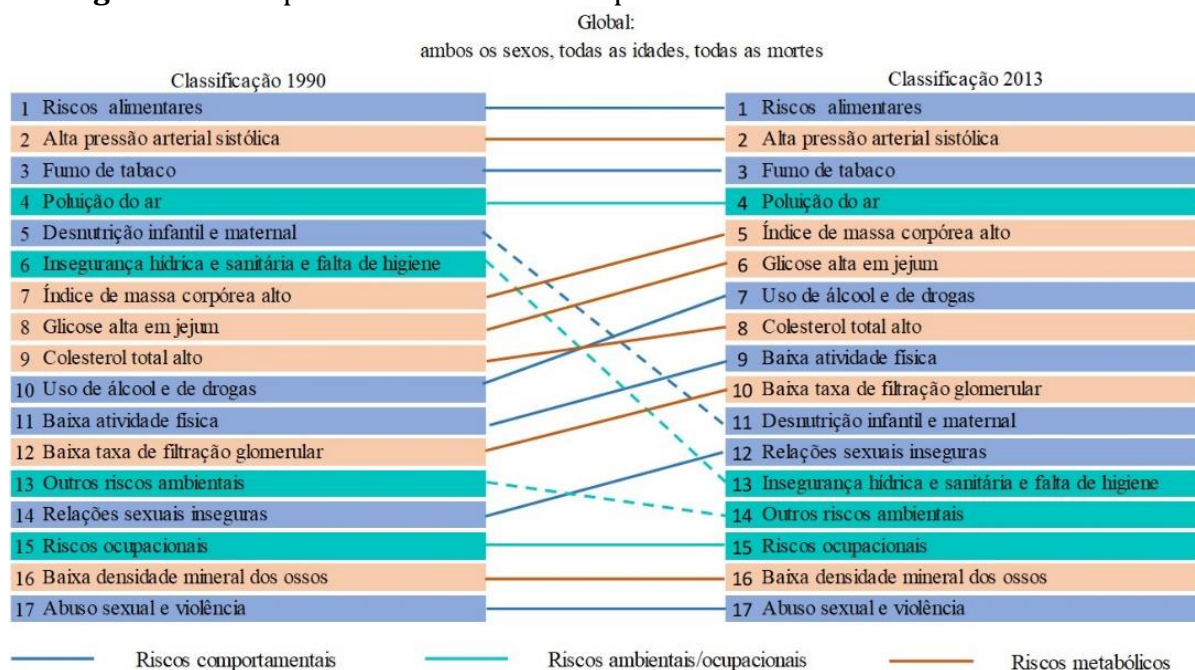 Global:
ambos os sexos, todas as idades, todas as mortes
Classificação 1990
1 Riscos alimentares
2 Alta pressão arterial sistólica
3 Fumo de tabaco
4 Poluição do ar
5 Desnutrição infantil e maternal
6 Insegurança hídrica e sanitária e falta de higiene
7 Índice de massa corpórea alto
8 Glicose alta em jejum
9 Colesterol total alto
10 Uso de álcool e de drogas
11 Baixa atividade física
12 Baixa taxa de filtração glomerular
13 Outros riscos ambientais
14 Relações sexuais inseguras
15 Riscos ocupacionais
16 Baixa densidade mineral dos ossos
17 Abuso sexual e violência
Classificação 2013
1 Riscos alimentares
2 Alta pressão arterial sistólica
3 Fumo de tabaco
4 Poluição do ar
5 Índice de massa corpórea alto
6 Glicose alta em jejum
7 Uso de álcool e de drogas
8 Colesterol total alto
9 Baixa atividade física
10 Baixa taxa de filtração glomerular
11 Desnutrição infantil e maternal
12 Relações sexuais inseguras
13 Insegurança hídrica e sanitária e falta de higiene
14 Outros riscos ambientais
15 Riscos ocupacionais
16 Baixa densidade mineral dos ossos
17 Abuso sexual e violência
Riscos comportamentais
Riscos ambientais/ocupacionais
Riscos metabólicos